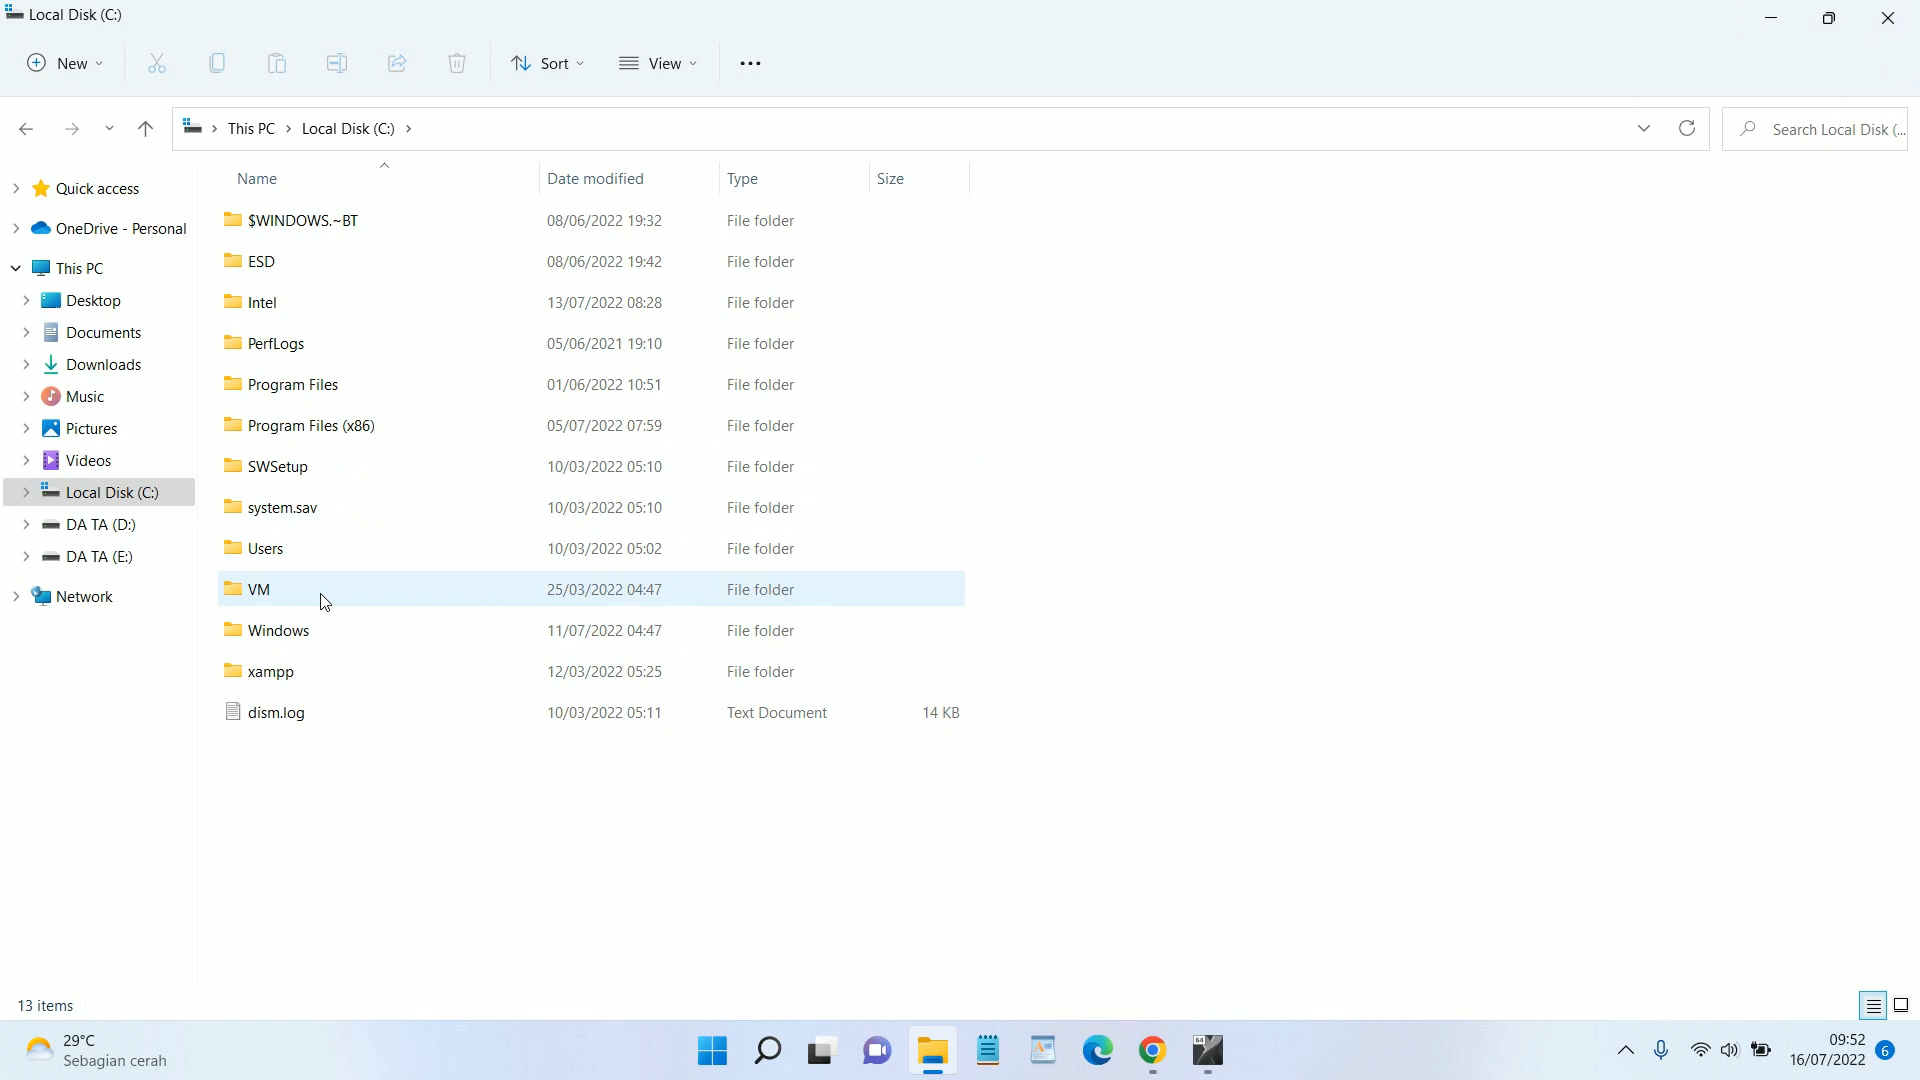 Local Disk (C:)
New
Sort
View
This PC
Local Disk (C:)
Search Local Disk (...
Name
Date modified
Type
Size
Quick access
OneDrive - Personal
This PC
Desktop
Documents
Downloads
Music
Pictures
Videos
Local Disk (C:)
DA TA (D:)
DA TA (E:)
Network
$WINDOWS.~BT 08/06/2022 19:32 File folder
ESD 08/06/2022 19:42 File folder
Intel 13/07/2022 08:28 File folder
PerfLogs 05/06/2021 19:10 File folder
Program Files 01/06/2022 10:51 File folder
Program Files (x86) 05/07/2022 07:59 File folder
SWSetup 10/03/2022 05:10 File folder
system.sav 10/03/2022 05:10 File folder
Users 10/03/2022 05:02 File folder
VM 25/03/2022 04:47 File folder
Windows 11/07/2022 04:47 File folder
xampp 12/03/2022 05:25 File folder
dism.log 10/03/2022 05:11 Text Document 14 KB
13 items
29°C
Sebagian cerah
64
09:52
16/07/2022
6